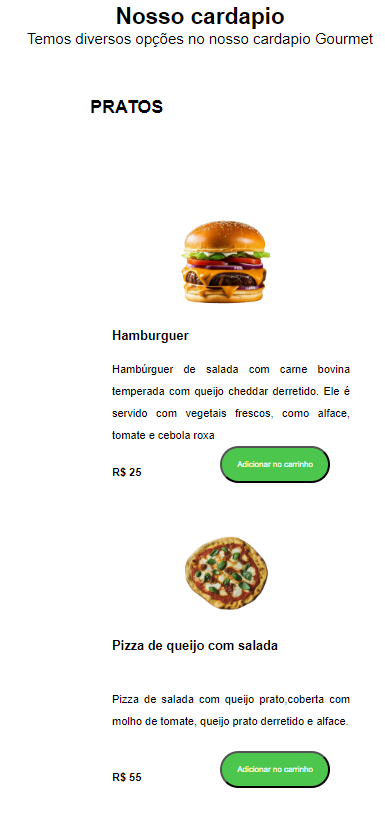 Nosso cardapio
Temos diversos opções no nosso cardapio Gourmet
PRATOS
Hamburguer
Hambúrguer de salada com carne bovina
temperada com queijo cheddar derretido. Ele é
servido com vegetais frescos, como alface,
tomate e cebola roxa
R$ 25
Adicionar no carrinho
Pizza de queijo com salada
Pizza de salada com queijo prato,coberta com
molho de tomate, queijo prato derretido e alface.
R$ 55
Adicionar no carrinho